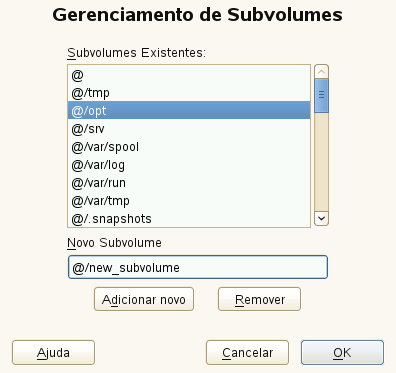 Gerenciamento de Subvolumes
Subvolumes Existentes:
@
@/tmp
@/opt
@/srv
@/var/spool
@/var/log
@/var/run
@/var/tmp
@/.snapshots
Novo Subvolume
@/new_subvolume
Adicionar novo
Remover
Ajuda
Cancelar
OK